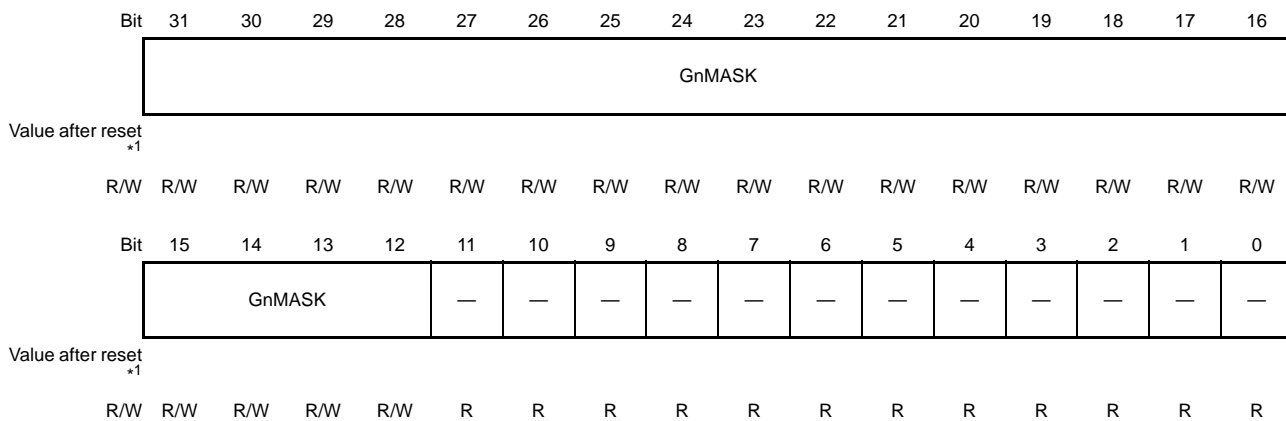 Bit 31 30 29 28 27 26 25 24 23 22 21 20 19 18 17 16
GnMASK
Value after reset
*1
R/W R/W R/W R/W R/W R/W R/W R/W R/W R/W R/W R/W R/W R/W R/W R/W R/W
Bit 15 14 13 12 11 10 9 8 7 6 5 4 3 2 1 0
GnMASK — — — — — — — — — — — —
Value after reset
*1
R/W R/W R/W R/W R/W R R R R R R R R R R R R